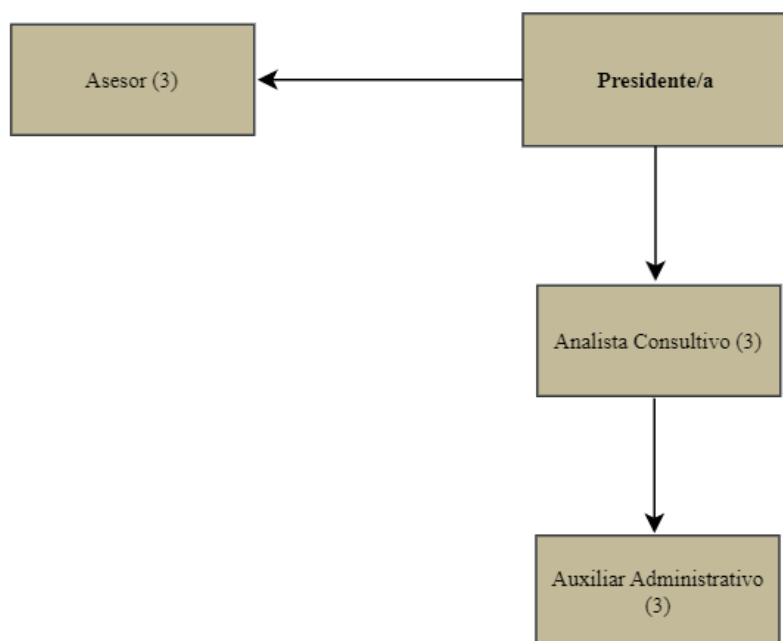 Asesor (3)
Presidente/a
Analista Consultivo (3)
Auxiliar Administrativo
(3)